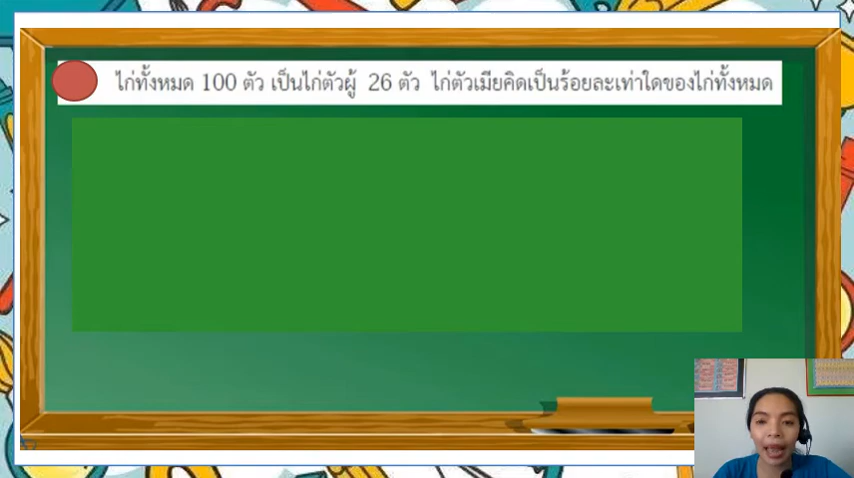 ไก่ทั้งหมด 100 ตัว เป็นไก่ตัวผู้ 26 ตัว ไก่ตัวเมียคิดเป็นร้อยละเท่าใดของไก่ทั้งหมด